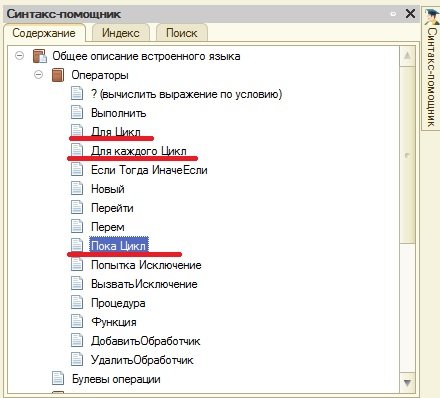 Синтакс-помощник
Содержание
Индекс
Поиск
Общее описание встроенного языка
Операторы
? (вычислить выражение по условию)
Выполнить
Для Цикл
Для каждого Цикл
Если Тогда ИначеЕсли
Новый
Перейти
Перем
Пока Цикл
Попытка Исключение
ВызватьИсключение
Процедура
Функция
ДобавитьОбработчик
УдалитьОбработчик
Булевы операции
Синтакс-помощник